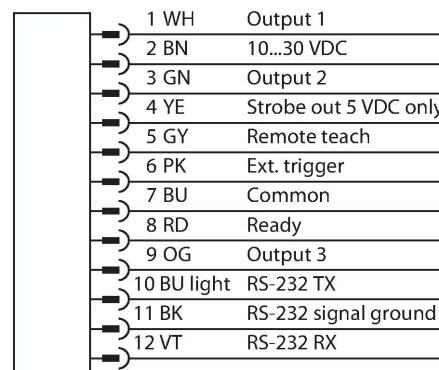 1 WH Output 1
2 BN 10...30 VDC
3 GN Output 2
4 YE Strobe out 5 VDC only
5 GY Remote teach
6 PK Ext. trigger
7 BU Common
8 RD Ready
9 OG Output 3
10 BU light RS-232 TX
11 BK RS-232 signal ground
12 VT RS-232 RX